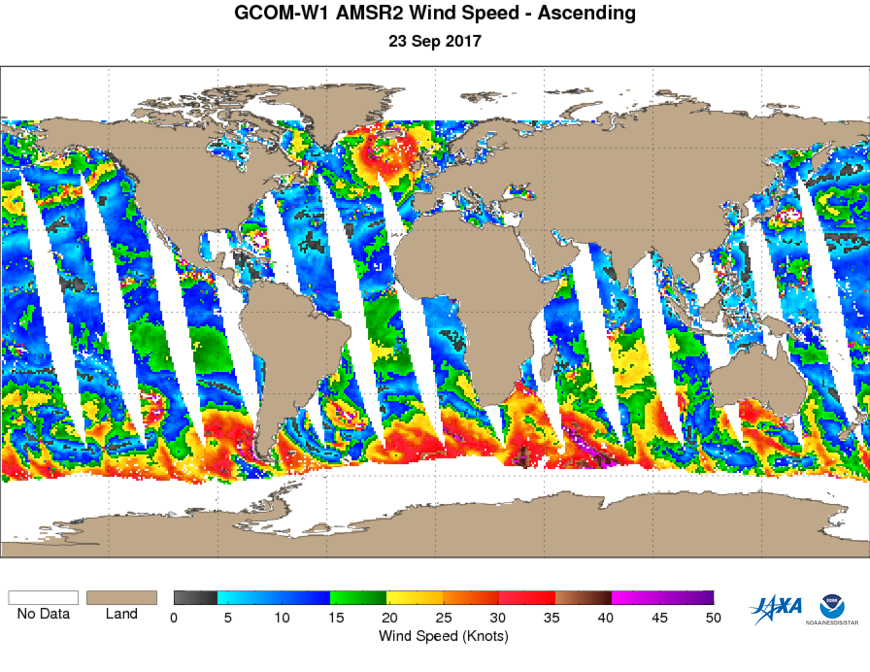 GCOM-W1 AMSR2 Wind Speed - Ascending
23 Sep 2017
No Data
Land
0 5 10 15 20 25 30 35 40 45 50
Wind Speed (Knots)
JAXA
NOAA/NESDIS/STAR